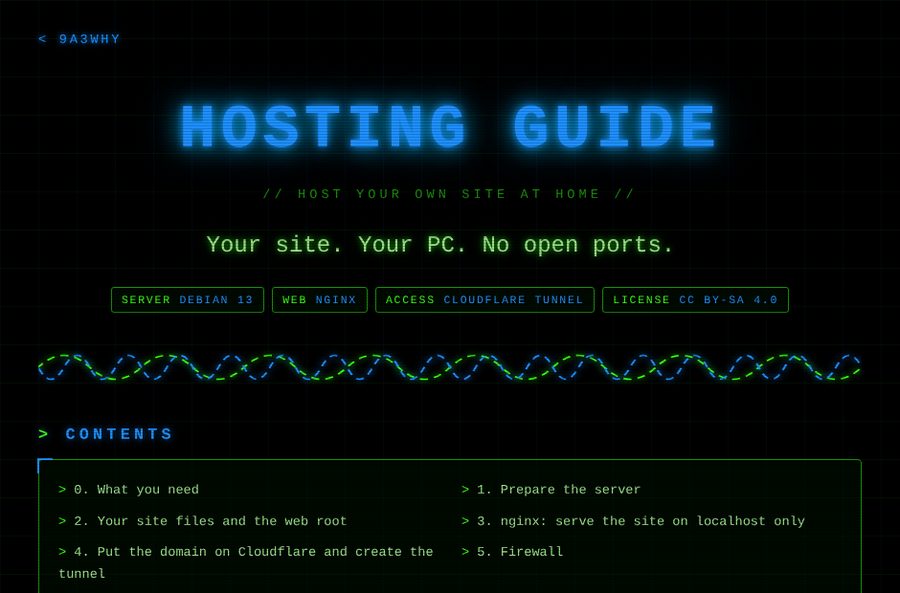 < 9A3WHY
HOSTING GUIDE
// HOST YOUR OWN SITE AT HOME //
Your site. Your PC. No open ports.
SERVER DEBIAN 13 WEB NGINX ACCESS CLOUDFLARE TUNNEL LICENSE CC BY-SA 4.0
> CONTENTS
> 0. What you need
> 1. Prepare the server
> 2. Your site files and the web root
> 3. nginx: serve the site on localhost only
> 4. Put the domain on Cloudflare and create the
tunnel
> 5. Firewall